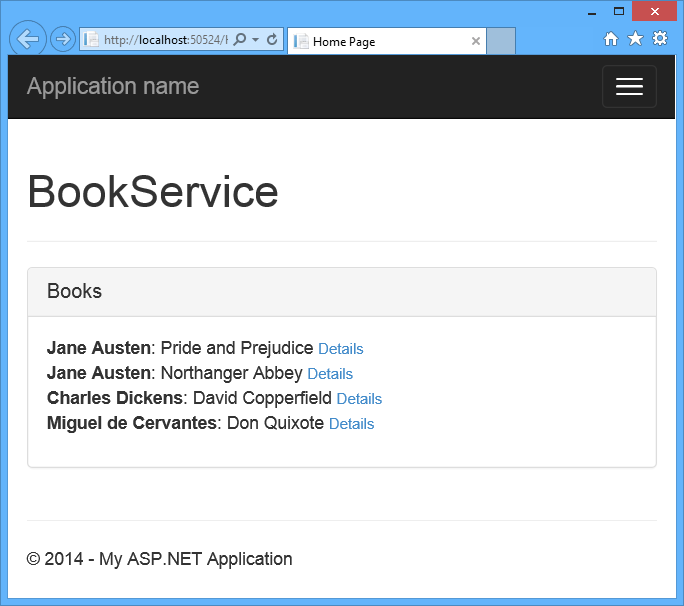 http://localhost:50524/
Home Page
Application name
BookService
Books
Jane Austen: Pride and Prejudice Details
Jane Austen: Northanger Abbey Details
Charles Dickens: David Copperfield Details
Miguel de Cervantes: Don Quixote Details
© 2014 - My ASP.NET Application